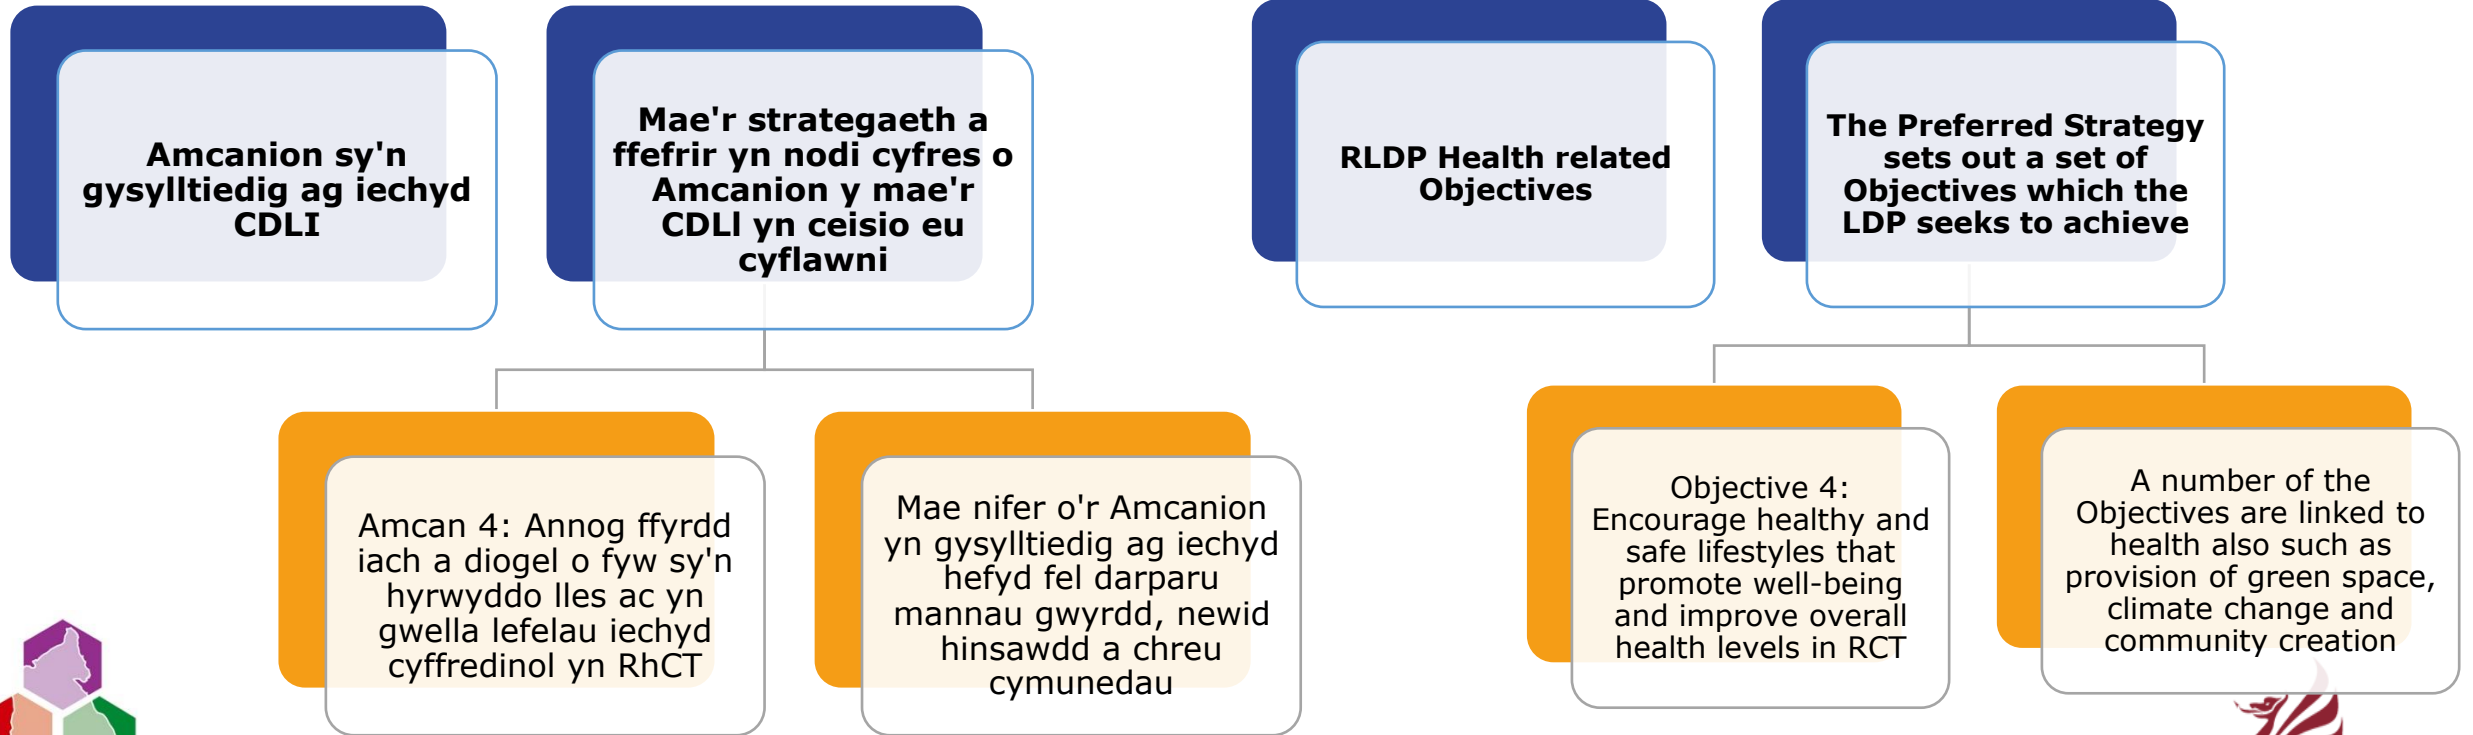 Amcanion sy'n
gysylltiedig ag iechyd
CDLI
Mae'r strategaeth a
ffefrir yn nodi cyfres o
Amcanion y mae'r
CDLl yn ceisio eu
cyflawni
Amcan 4: Annog ffyrdd
iach a diogel o fyw sy'n
hyrwyddo lles ac yn
gwella lefelau iechyd
cyffredinol yn RhCT
Mae nifer o'r Amcanion
yn gysylltiedig ag iechyd
hefyd fel darparu
mannau gwyrdd, newid
hinsawdd a chreu
cymunedau
RLDP Health related
Objectives
The Preferred Strategy
sets out a set of
Objectives which the
LDP seeks to achieve
Objective 4:
Encourage healthy and
safe lifestyles that
promote well-being
and improve overall
health levels in RCT
A number of the
Objectives are linked to
health also such as
provision of green space,
climate change and
community creation